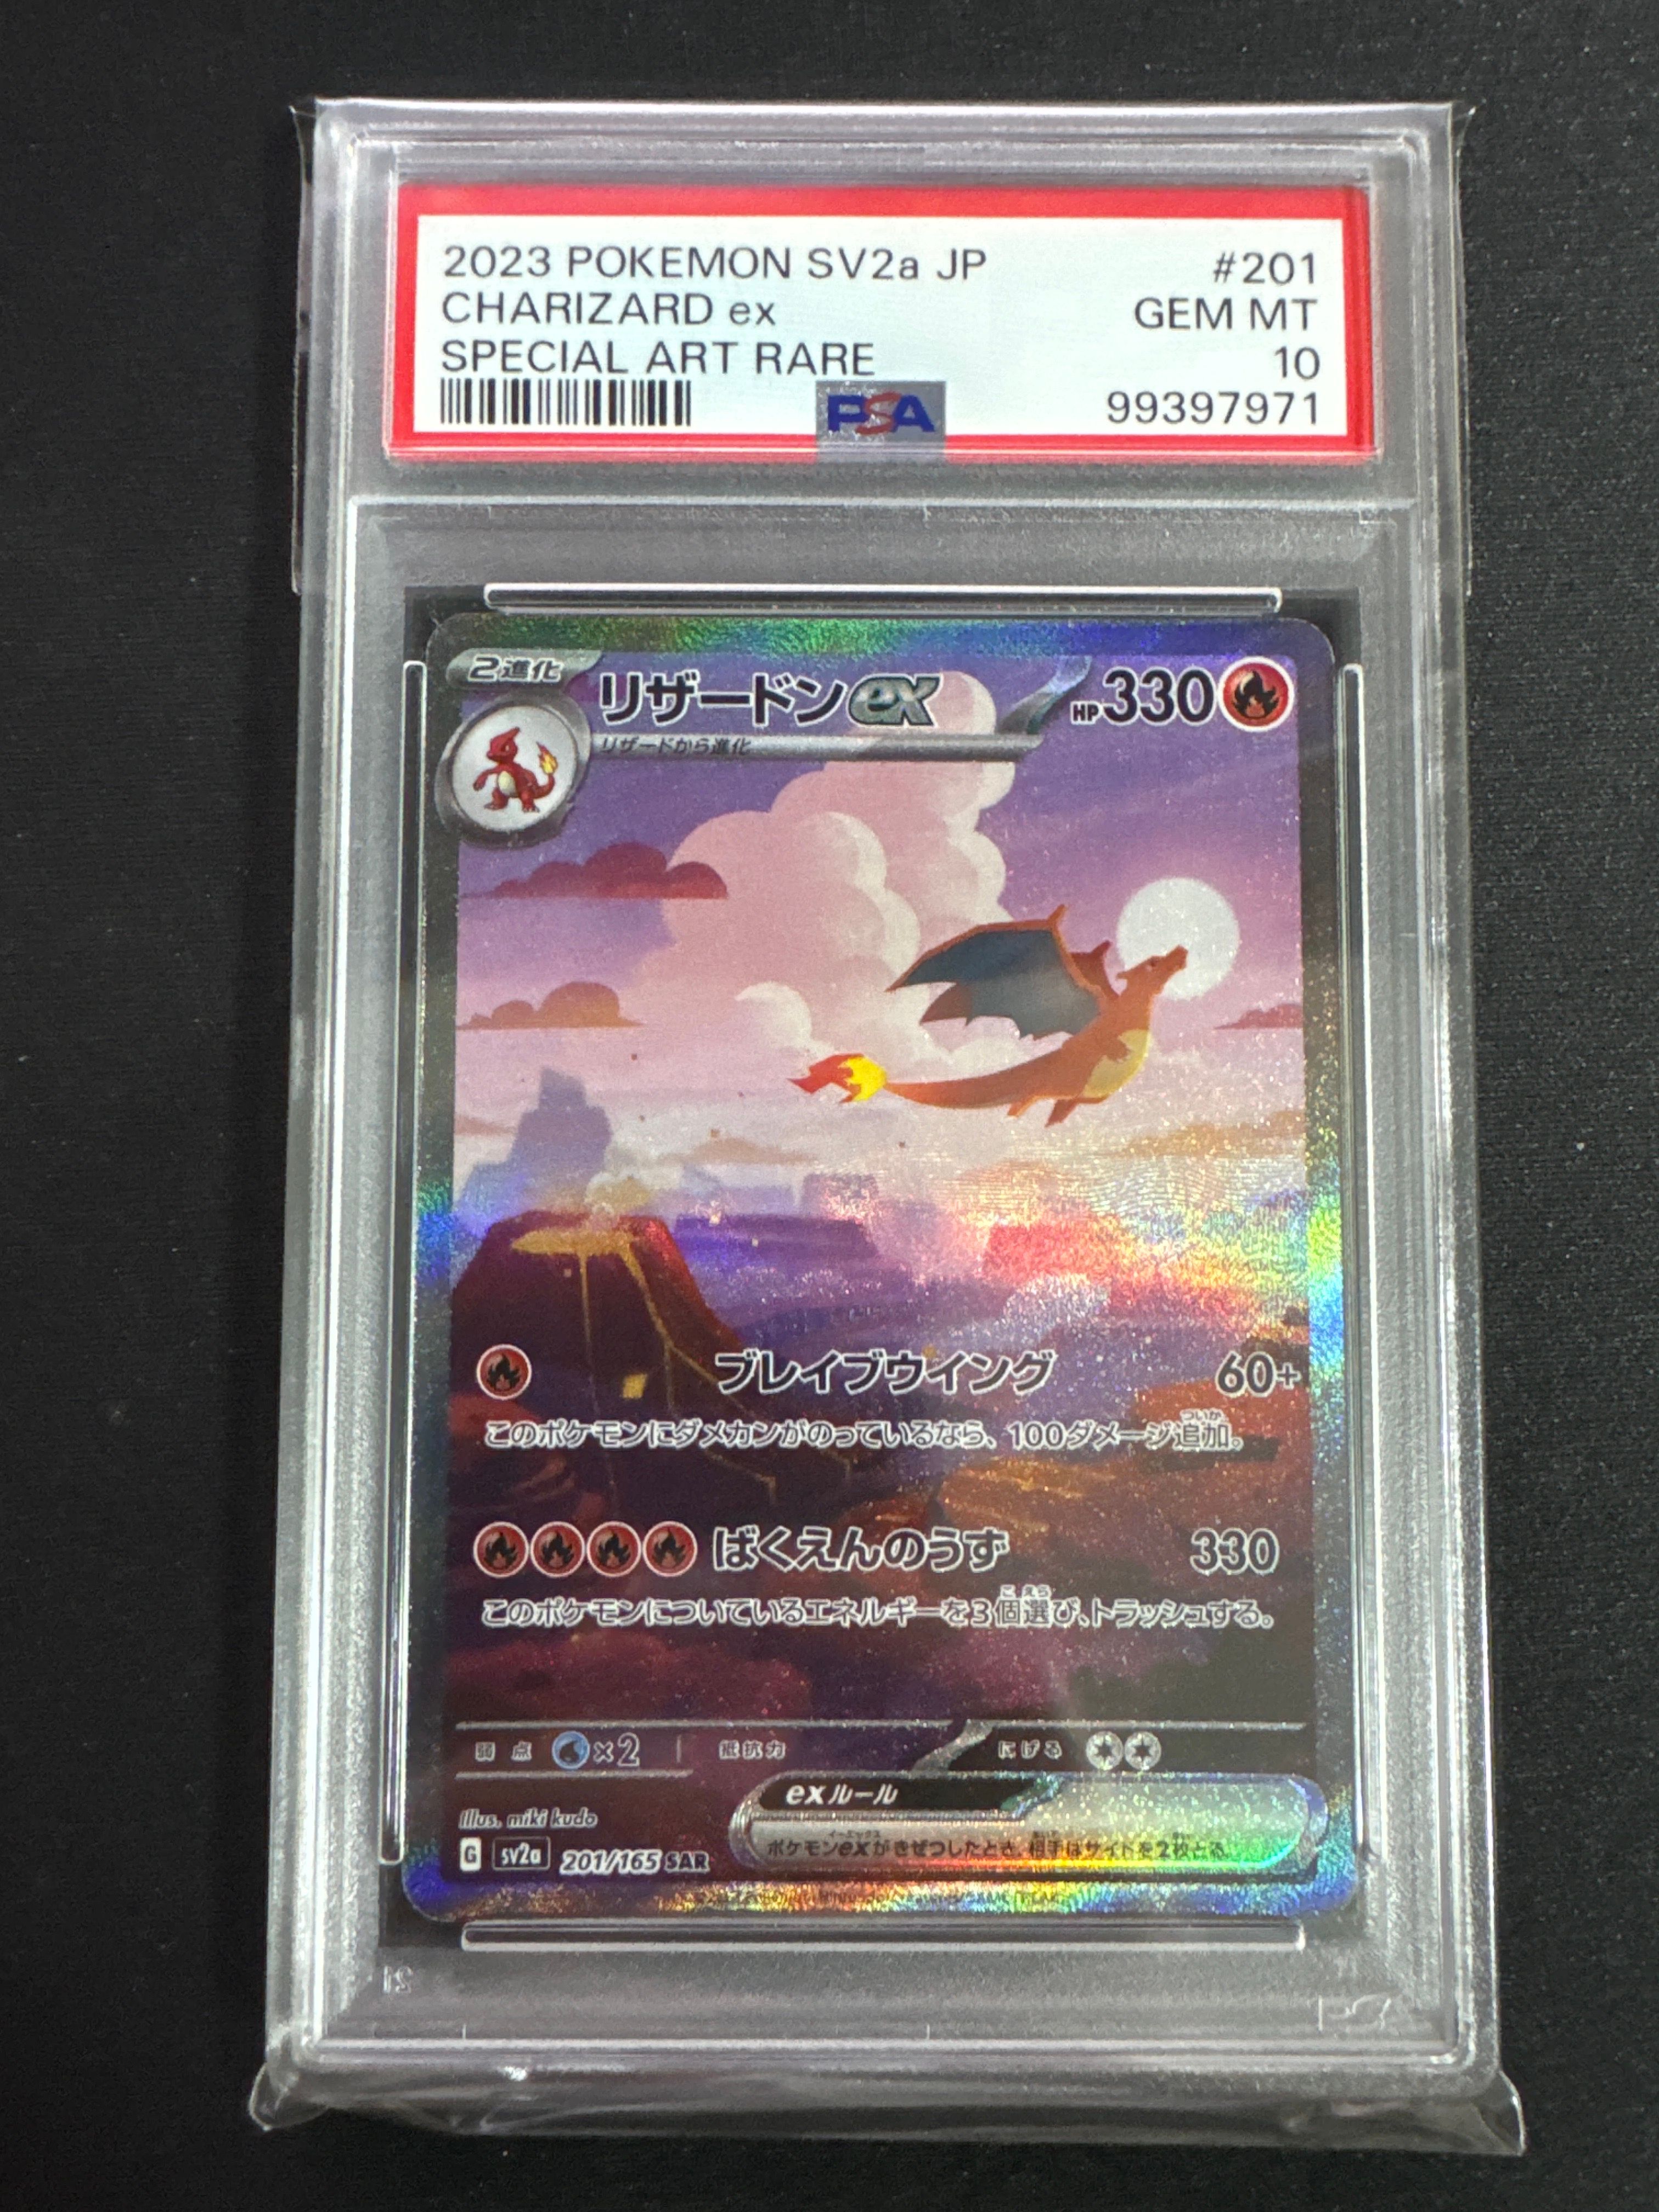 2023 POKEMON SV2a JP #201
CHARIZARD ex GEM MT
SPECIAL ART RARE 10
PSA 99397971
2進化 リザードンex HP330
リザードから進化
ブレイブウイング 60+
ついか
このポケモンにダメカンがのっているなら、100ダメージ追加。
ばくえんのうず 330
こ えら
このポケモンについているエネルギーを3個選び、トラッシュする。
弱点 ×2 抵抗力 にげる
exルール
ポケモンexがきぜつしたとき、相手はサイドを2枚とる。
Illus. miki kudo
G sv2a 201/165 SAR